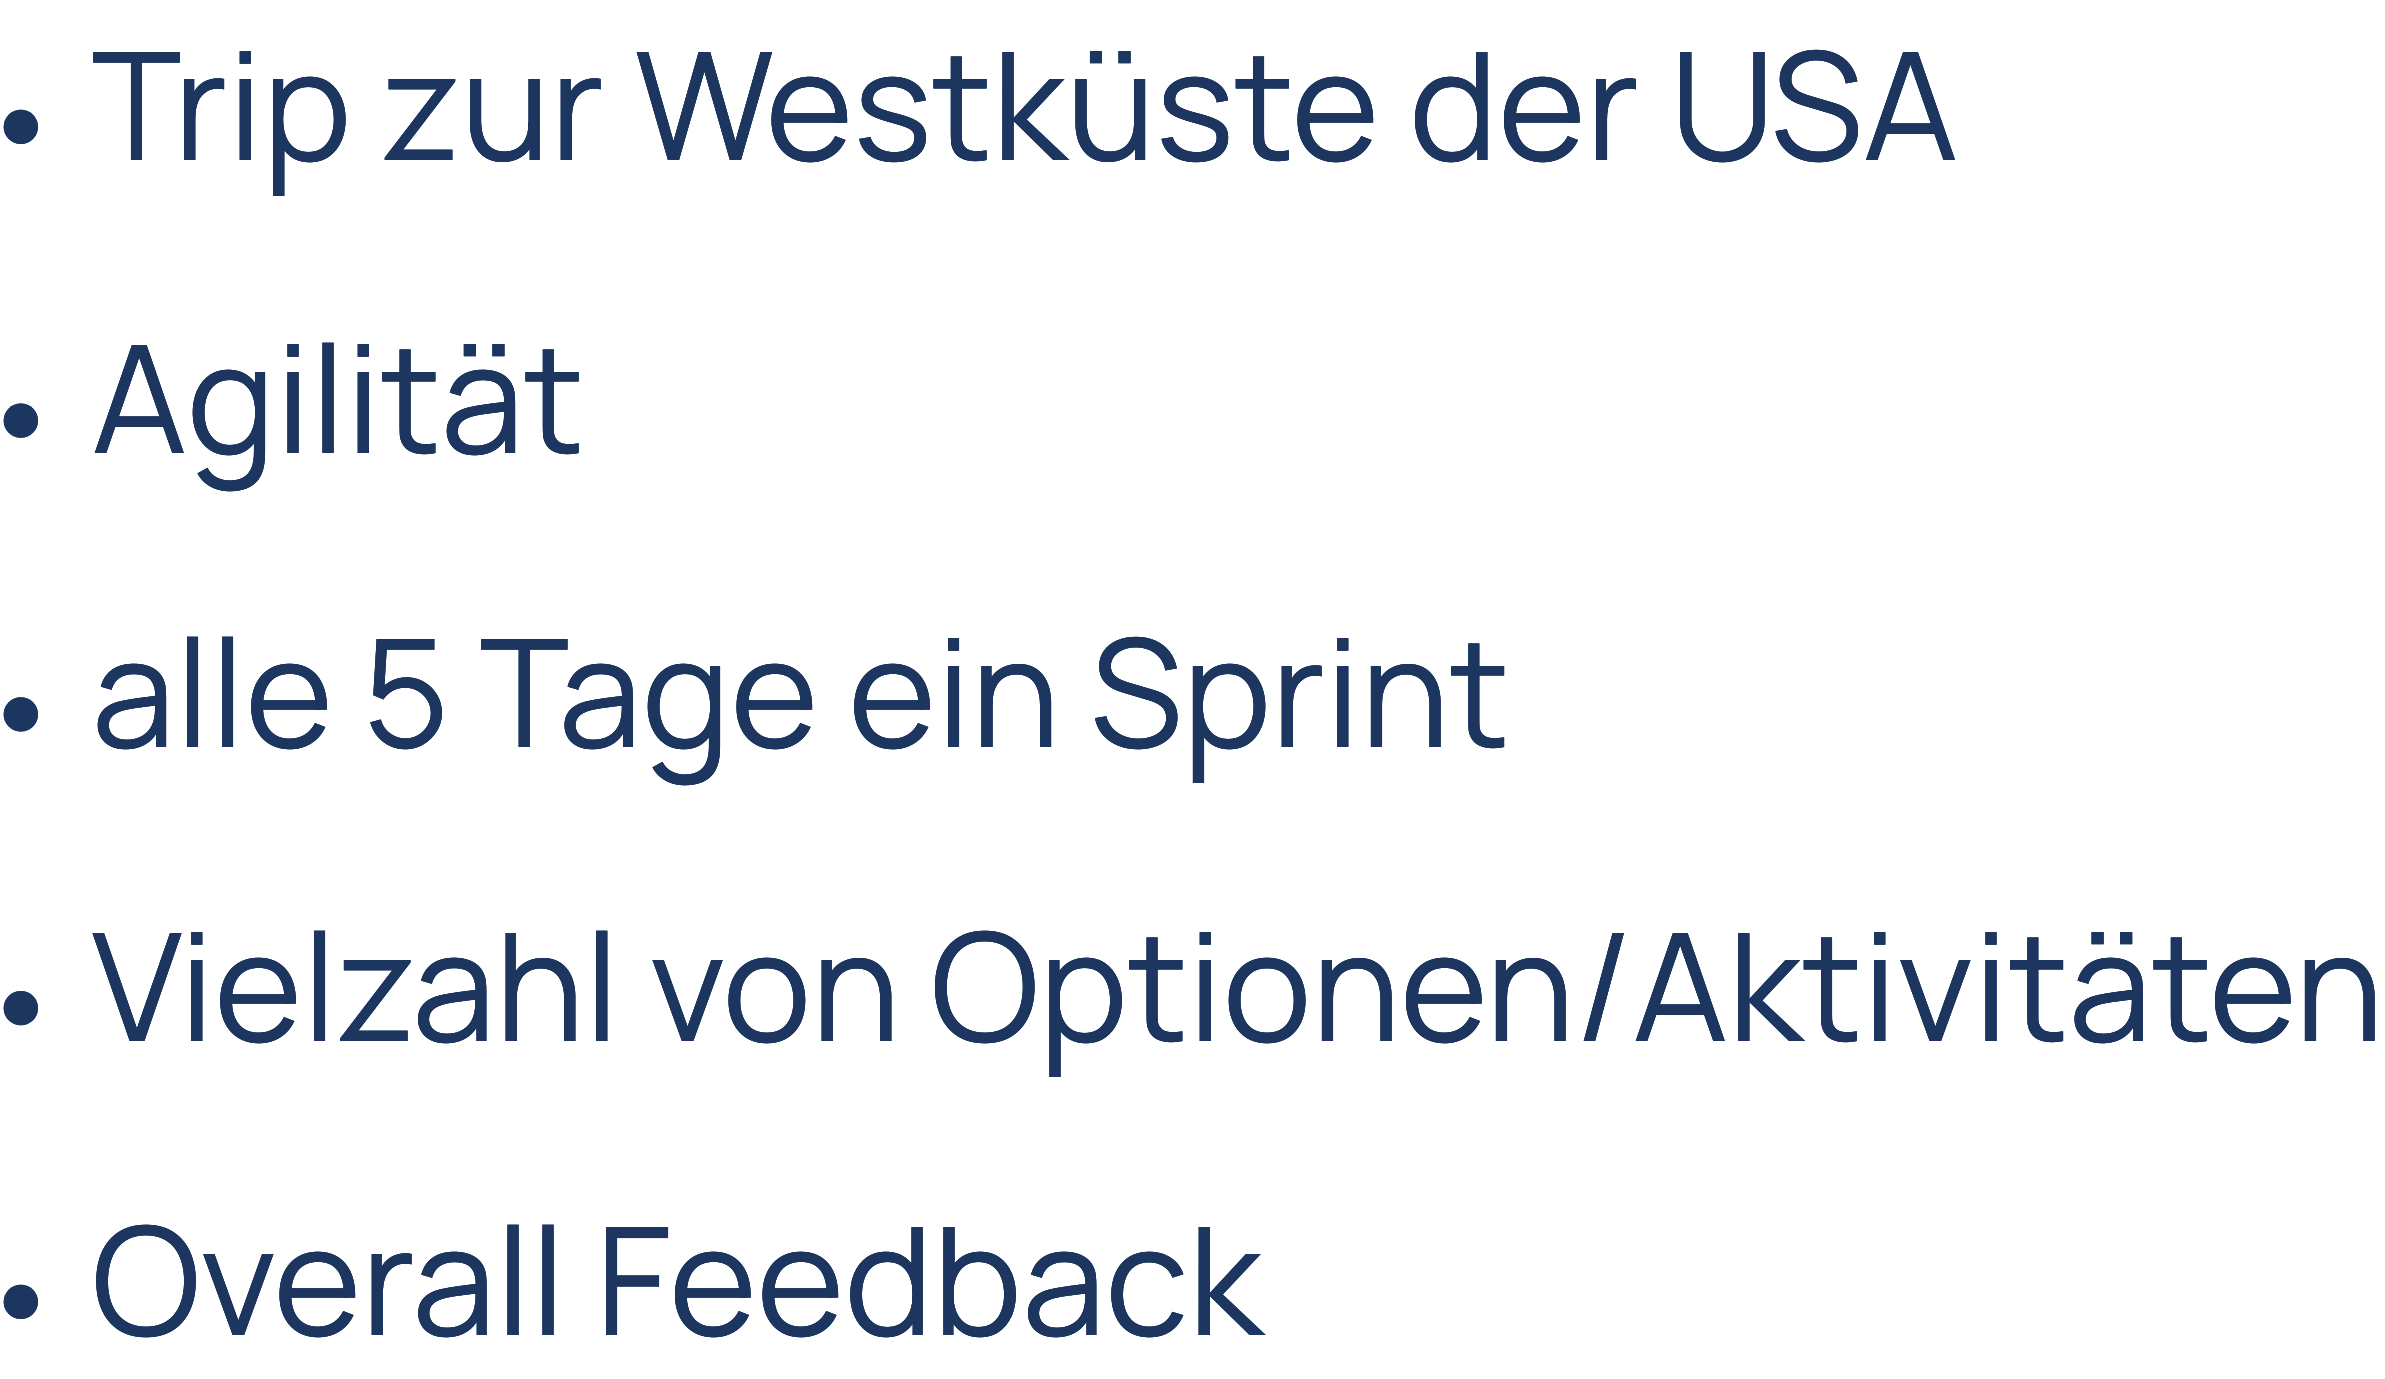 • Trip zur Westküste der USA
• Agilität
• alle 5 Tage ein Sprint
• Vielzahl von Optionen/Aktivitäten
• Overall Feedback